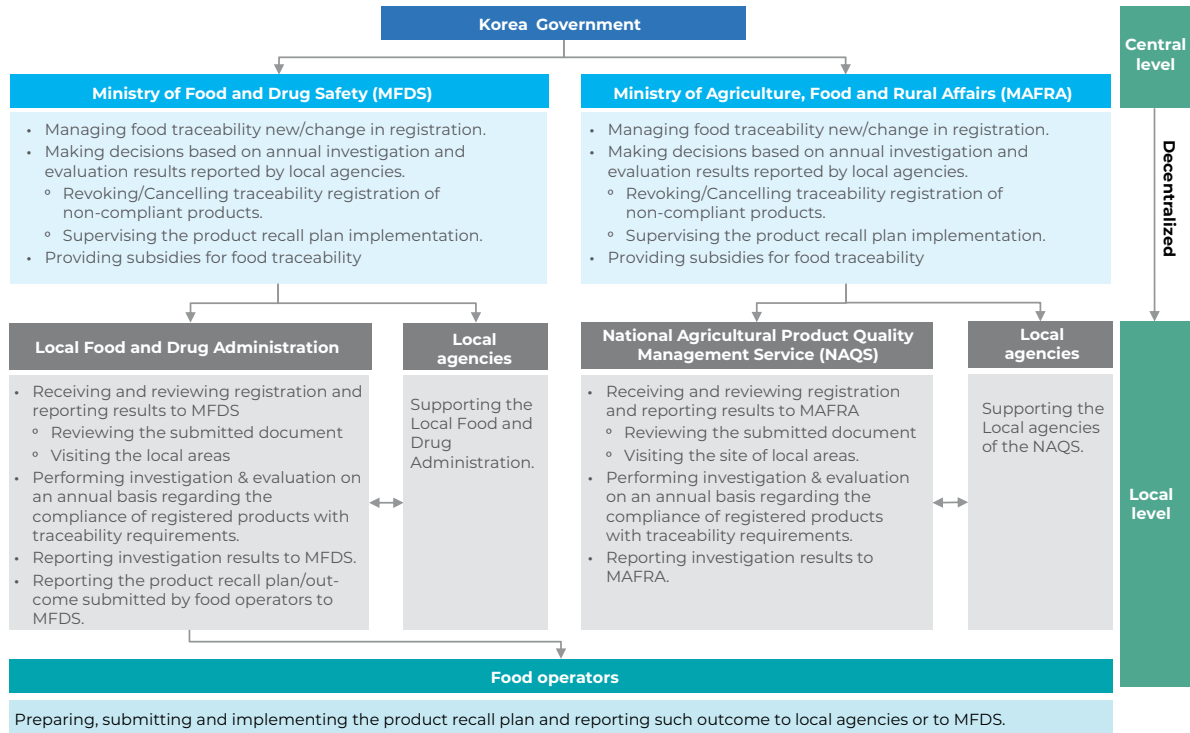 Korea Government
Central
level
Ministry of Food and Drug Safety (MFDS)
• Managing food traceability new/change in registration.
• Making decisions based on annual investigation and
evaluation results reported by local agencies.
º Revoking/Cancelling traceability registration of
non-compliant products.
º Supervising the product recall plan implementation.
• Providing subsidies for food traceability
Ministry of Agriculture, Food and Rural Affairs (MAFRA)
• Managing food traceability new/change in registration.
• Making decisions based on annual investigation and
evaluation results reported by local agencies.
º Revoking/Cancelling traceability registration of
non-compliant products.
º Supervising the product recall plan implementation.
• Providing subsidies for food traceability
Decentralized
Local Food and Drug Administration
• Receiving and reviewing registration and
reporting results to MFDS
º Reviewing the submitted document
º Visiting the local areas
• Performing investigation & evaluation on
an annual basis regarding the
compliance of registered products with
traceability requirements.
• Reporting investigation results to MFDS.
• Reporting the product recall plan/out-
come submitted by food operators to
MFDS.
Local
agencies
Supporting the
Local Food and
Drug
Administration.
National Agricultural Product Quality
Management Service (NAQS)
• Receiving and reviewing registration
and reporting results to MAFRA
º Reviewing the submitted document
º Visiting the site of local areas.
• Performing investigation & evaluation
on an annual basis regarding the
compliance of registered products
with traceability requirements.
• Reporting investigation results to
MAFRA.
Local
agencies
Supporting the
Local agencies
of the NAQS.
Local
level
Food operators
Preparing, submitting and implementing the product recall plan and reporting such outcome to local agencies or to MFDS.